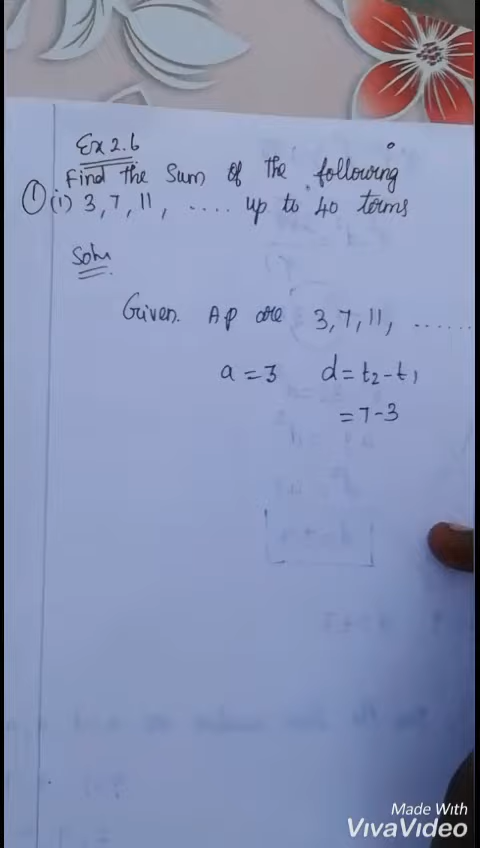 Ex 2.6
Find the Sum of the following
① (i) 3, 7, 11, .... up to 40 terms
Soln
Given. AP are 3, 7, 11, ......
a = 3 d = t₂ - t₁
= 7 - 3
Made With
VivaVideo